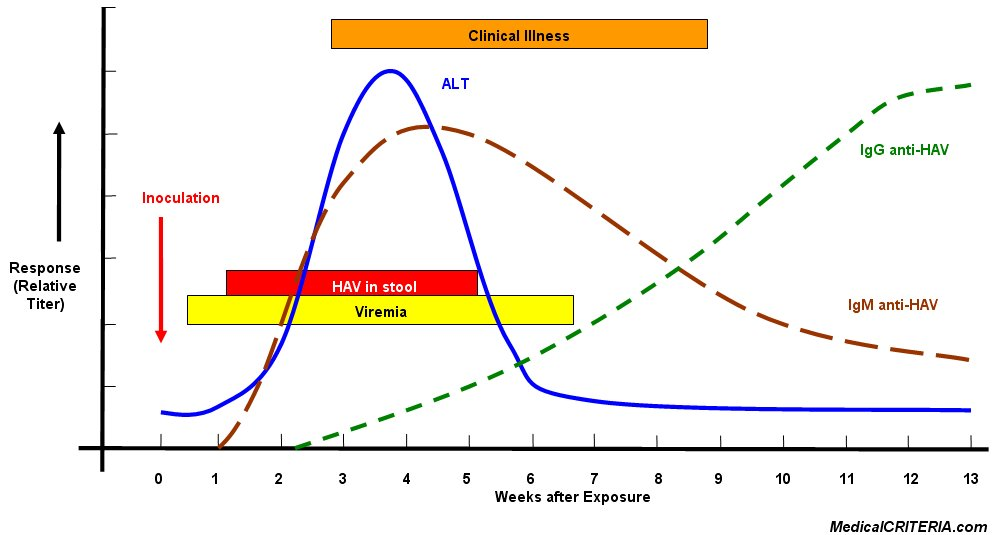 Clinical Illness
ALT
IgG anti-HAV
Inoculation
Response
(Relative
Titer)
HAV in stool
Viremia
IgM anti-HAV
0 1 2 3 4 5 6 7 8 9 10 11 12 13
Weeks after Exposure
MedicalCRITERIA.com